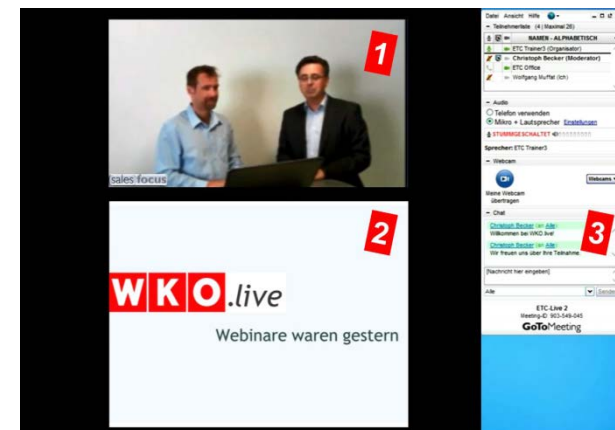 1
sales focus
2
WKO.live
Webinare waren gestern
Datei Ansicht Hilfe
Teilnehmerliste (4 | Maximal 26)
NAMEN - ALPHABETISCH
ETC Trainer3 (Organisator)
Christoph Becker (Moderator)
ETC Office
Wolfgang Muffat (Ich)
Audio
Telefon verwenden
Mikro + Lautsprecher Einstellungen
STUMMGESCHALTET
Sprechen: ETC Trainer3
Webcam
Webcams
Meine Webcam
übertragen
Chat
3
Christoph Becker (an Alle):
Willkommen bei WKO live!
Christoph Becker (an Alle):
Wir freuen uns über Ihre Teilnahme
[Nachricht hier eingeben]
Alle
Senden
ETC-Live 2
Meeting-ID: 903-549-045
GoToMeeting